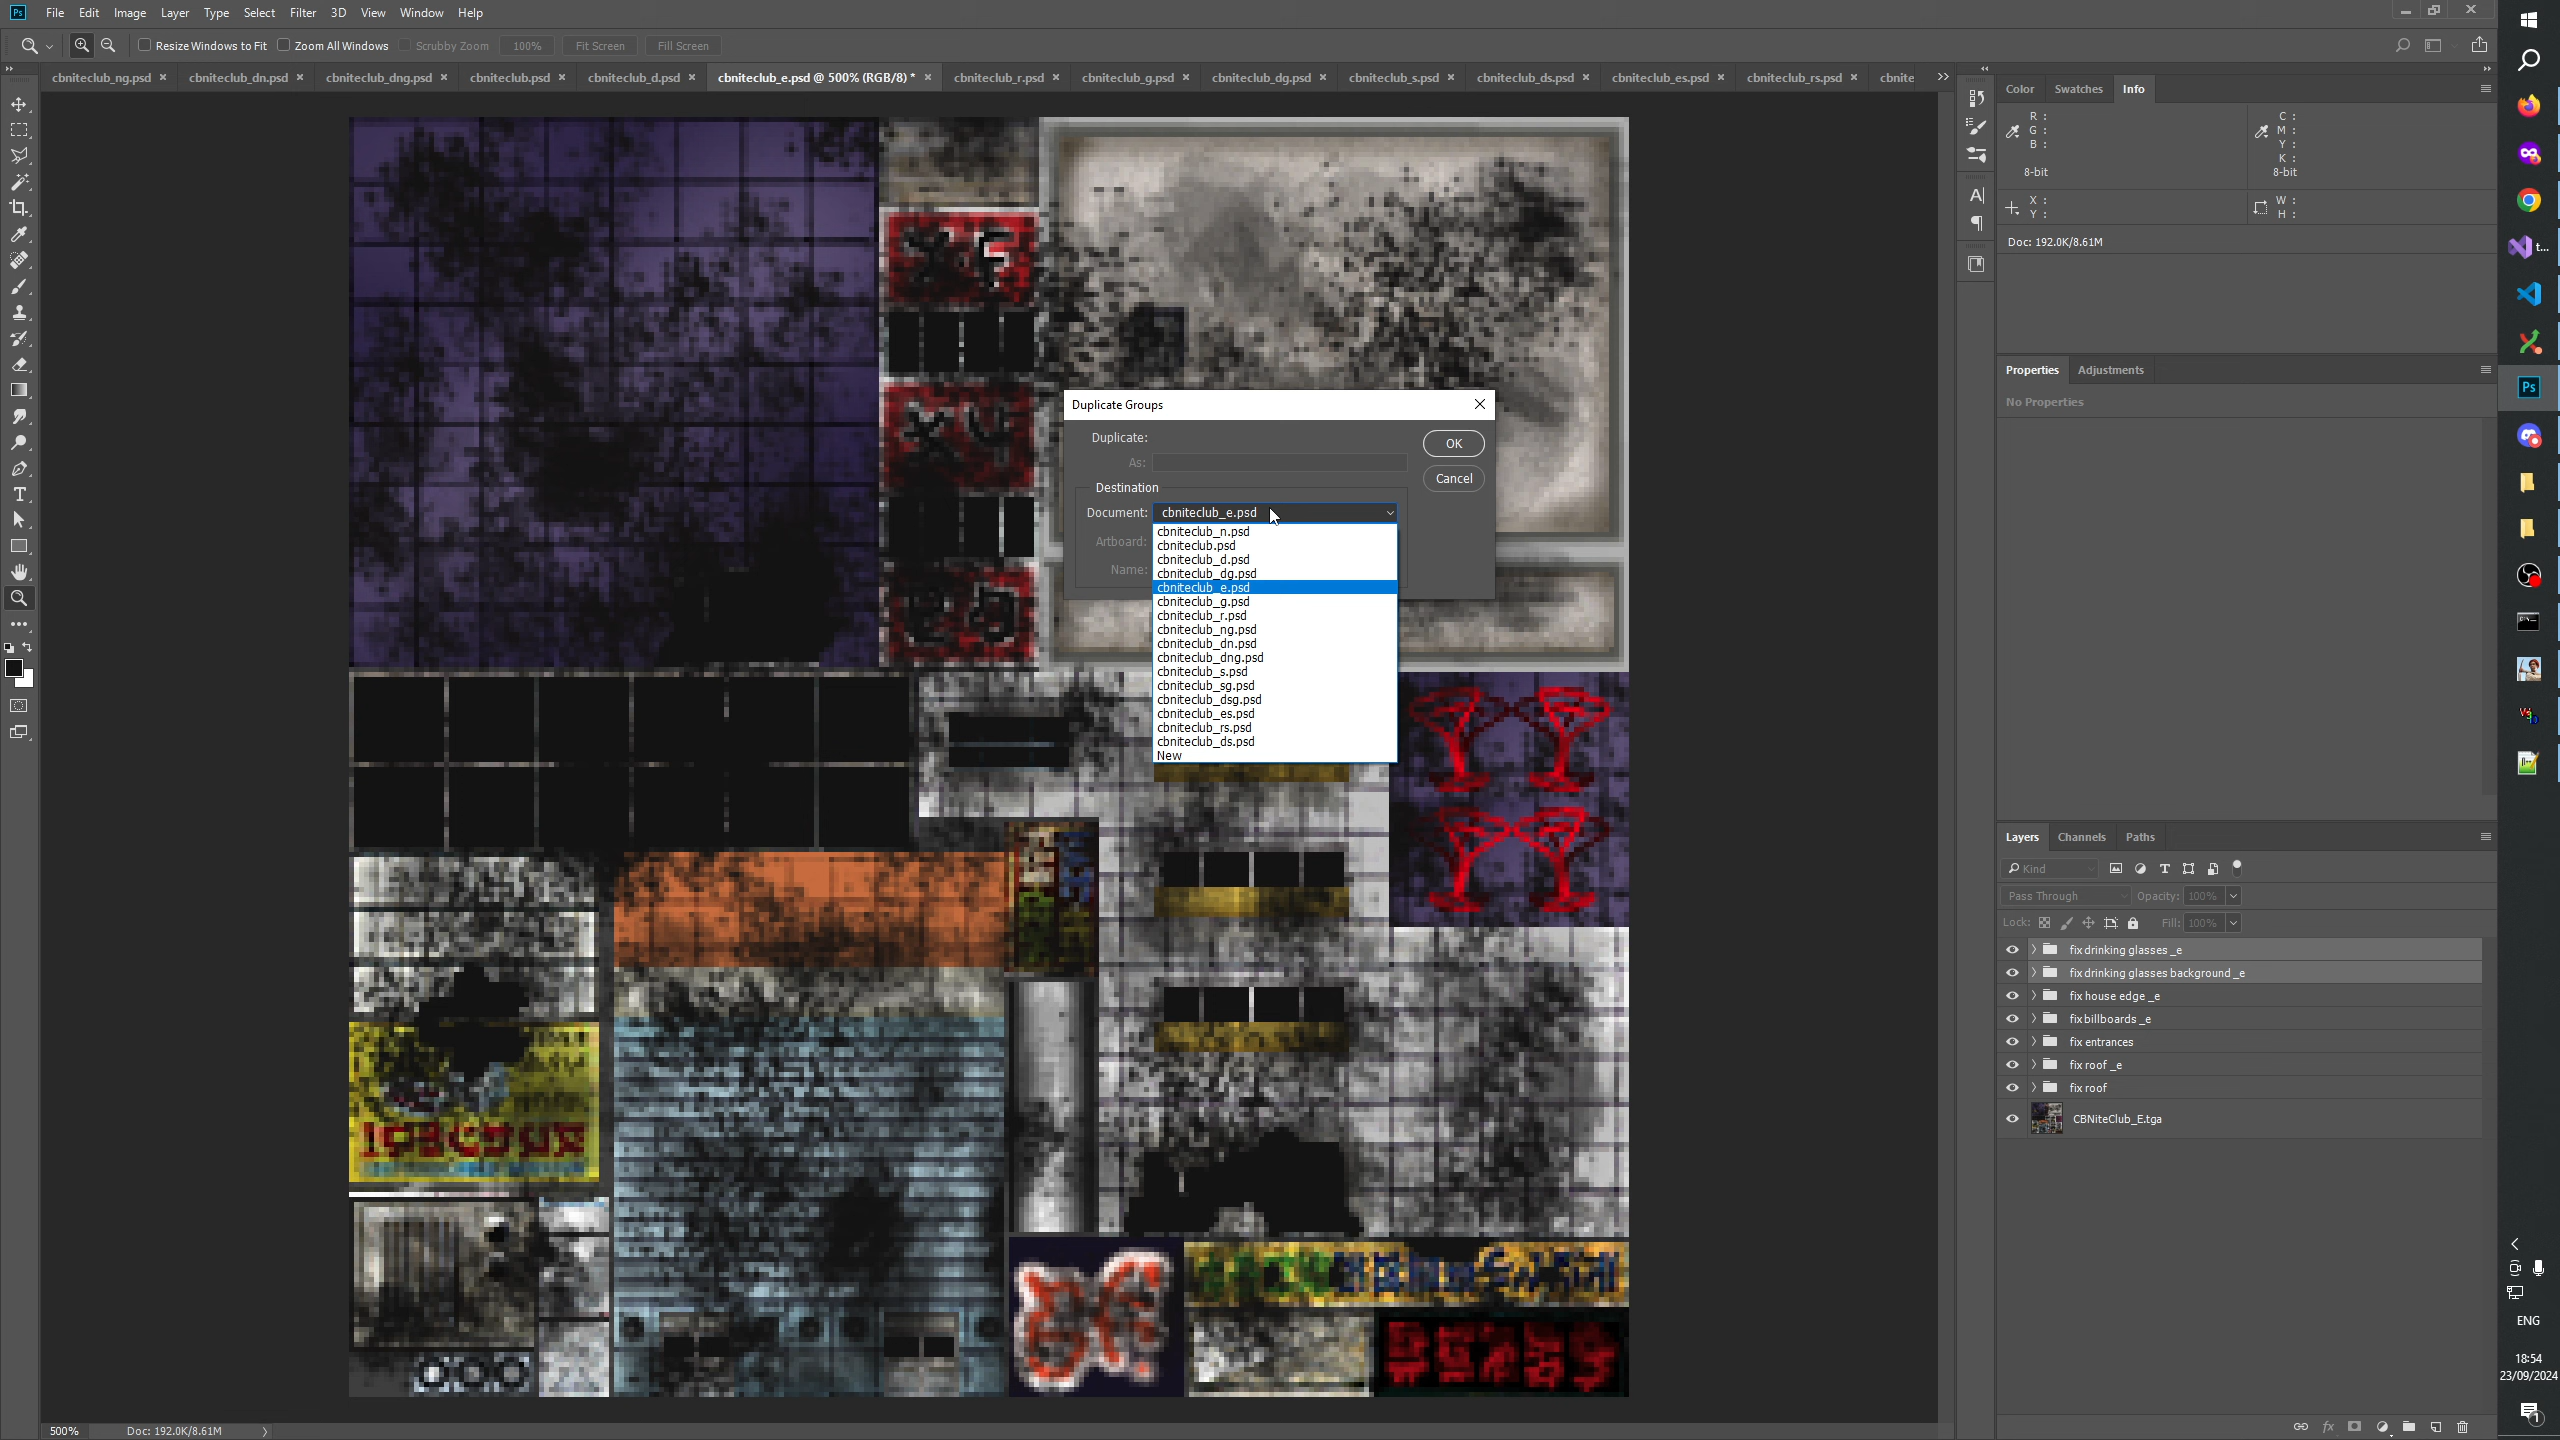 Ps File Edit Image Layer Type Select Filter 3D View Window Help
Resize Windows to Fit Zoom All Windows Scrubby Zoom 100% Fit Screen Fill Screen
cbniteclub_ng.psd cbniteclub_dn.psd cbniteclub_dng.psd cbniteclub.psd cbniteclub_d.psd cbniteclub_e.psd @ 500% (RGB/8) * cbniteclub_r.psd cbniteclub_g.psd cbniteclub_dg.psd cbniteclub_s.psd cbniteclub_ds.psd cbniteclub_es.psd cbniteclub_rs.psd cbnite
Color Swatches Info
R : C :
G : M :
B : Y :
K :
8-bit 8-bit
X : W :
Y : H :
Doc: 192.0K/8.61M
Properties Adjustments
No Properties
Duplicate Groups
Duplicate:
As:
OK
Cancel
Destination
Document: cbniteclub_e.psd
Artboard:
Name:
cbniteclub_n.psd
cbniteclub.psd
cbniteclub_d.psd
cbniteclub_dg.psd
cbniteclub_e.psd
cbniteclub_g.psd
cbniteclub_r.psd
cbniteclub_ng.psd
cbniteclub_dn.psd
cbniteclub_dng.psd
cbniteclub_s.psd
cbniteclub_sg.psd
cbniteclub_dsg.psd
cbniteclub_es.psd
cbniteclub_rs.psd
cbniteclub_ds.psd
New
Layers Channels Paths
Kind
Pass Through Opacity: 100%
Lock: Fill: 100%
fix drinking glasses _e
fix drinking glasses background _e
fix house edge _e
fix billboards _e
fix entrances
fix roof _e
fix roof
CBNiteClub_E.tga
t...
Ps
ENG
18:54
23/09/2024
1
500% Doc: 192.0K/8.61M